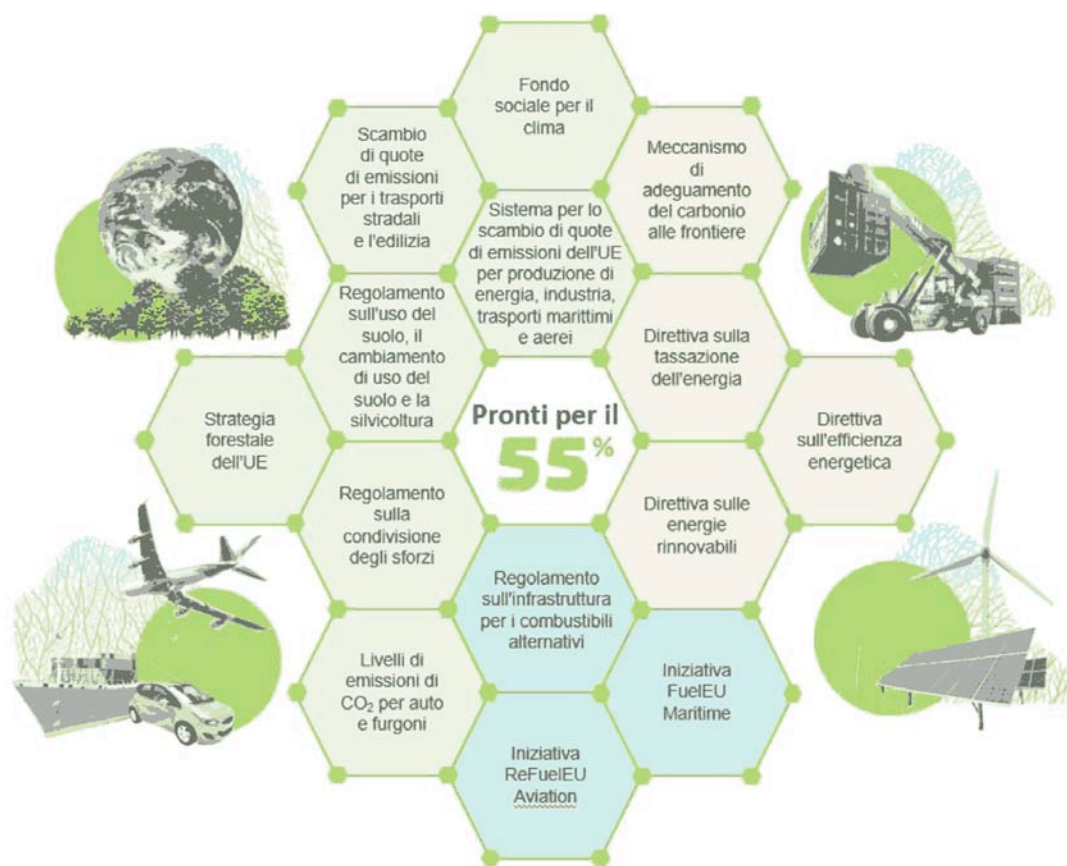 Fondo
sociale per il
clima
Scambio
di quote
di emissioni
per i trasporti
stradali
e l'edilizia
Meccanismo
di
adeguamento
del carbonio
alle frontiere
Sistema per lo
scambio di quote
di emissioni dell'UE
per produzione di
energia, industria,
trasporti marittimi
e aerei
Regolamento
sull'uso del
suolo, il
cambiamento
di uso del
suolo e la
silvicoltura
Direttiva sulla
tassazione
dell'energia
Strategia
forestale
dell'UE
Pronti per il
55%
Direttiva
sull'efficienza
energetica
Regolamento
sulla
condivisione
degli sforzi
Direttiva sulle
energie
rinnovabili
Regolamento
sull'infrastruttura
per i combustibili
alternativi
Livelli di
emissioni di
CO₂ per auto
e furgoni
Iniziativa
FuelEU
Maritime
Iniziativa
ReFuelEU
Aviation